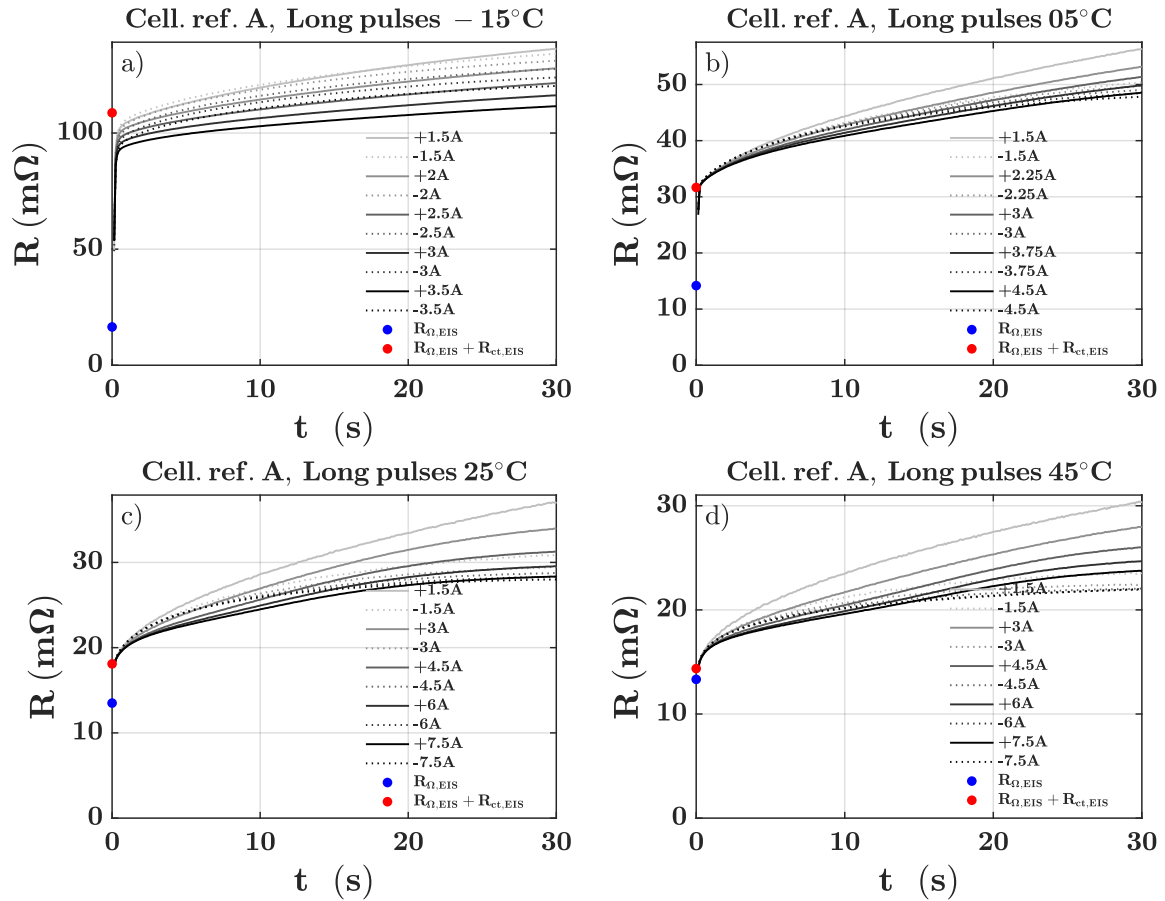 Cell. ref. A, Long pulses − 15°C
a)
R (mΩ)
100
50
0
+1.5A
-1.5A
+2A
-2A
+2.5A
-2.5A
+3A
-3A
+3.5A
-3.5A
RΩ,EIS
RΩ,EIS + Rct,EIS
0 10 20 30
t (s)
Cell. ref. A, Long pulses 05°C
b)
R (mΩ)
50
40
30
20
10
0
+1.5A
-1.5A
+2.25A
-2.25A
+3A
-3A
+3.75A
-3.75A
+4.5A
-4.5A
RΩ,EIS
RΩ,EIS + Rct,EIS
0 10 20 30
t (s)
Cell. ref. A, Long pulses 25°C
c)
R (mΩ)
30
20
10
0
+1.5A
-1.5A
+3A
-3A
+4.5A
-4.5A
+6A
-6A
+7.5A
-7.5A
RΩ,EIS
RΩ,EIS + Rct,EIS
0 10 20 30
t (s)
Cell. ref. A, Long pulses 45°C
d)
R (mΩ)
30
25
20
15
10
5
0
+1.5A
-1.5A
+3A
-3A
+4.5A
-4.5A
+6A
-6A
+7.5A
-7.5A
RΩ,EIS
RΩ,EIS + Rct,EIS
0 10 20 30
t (s)